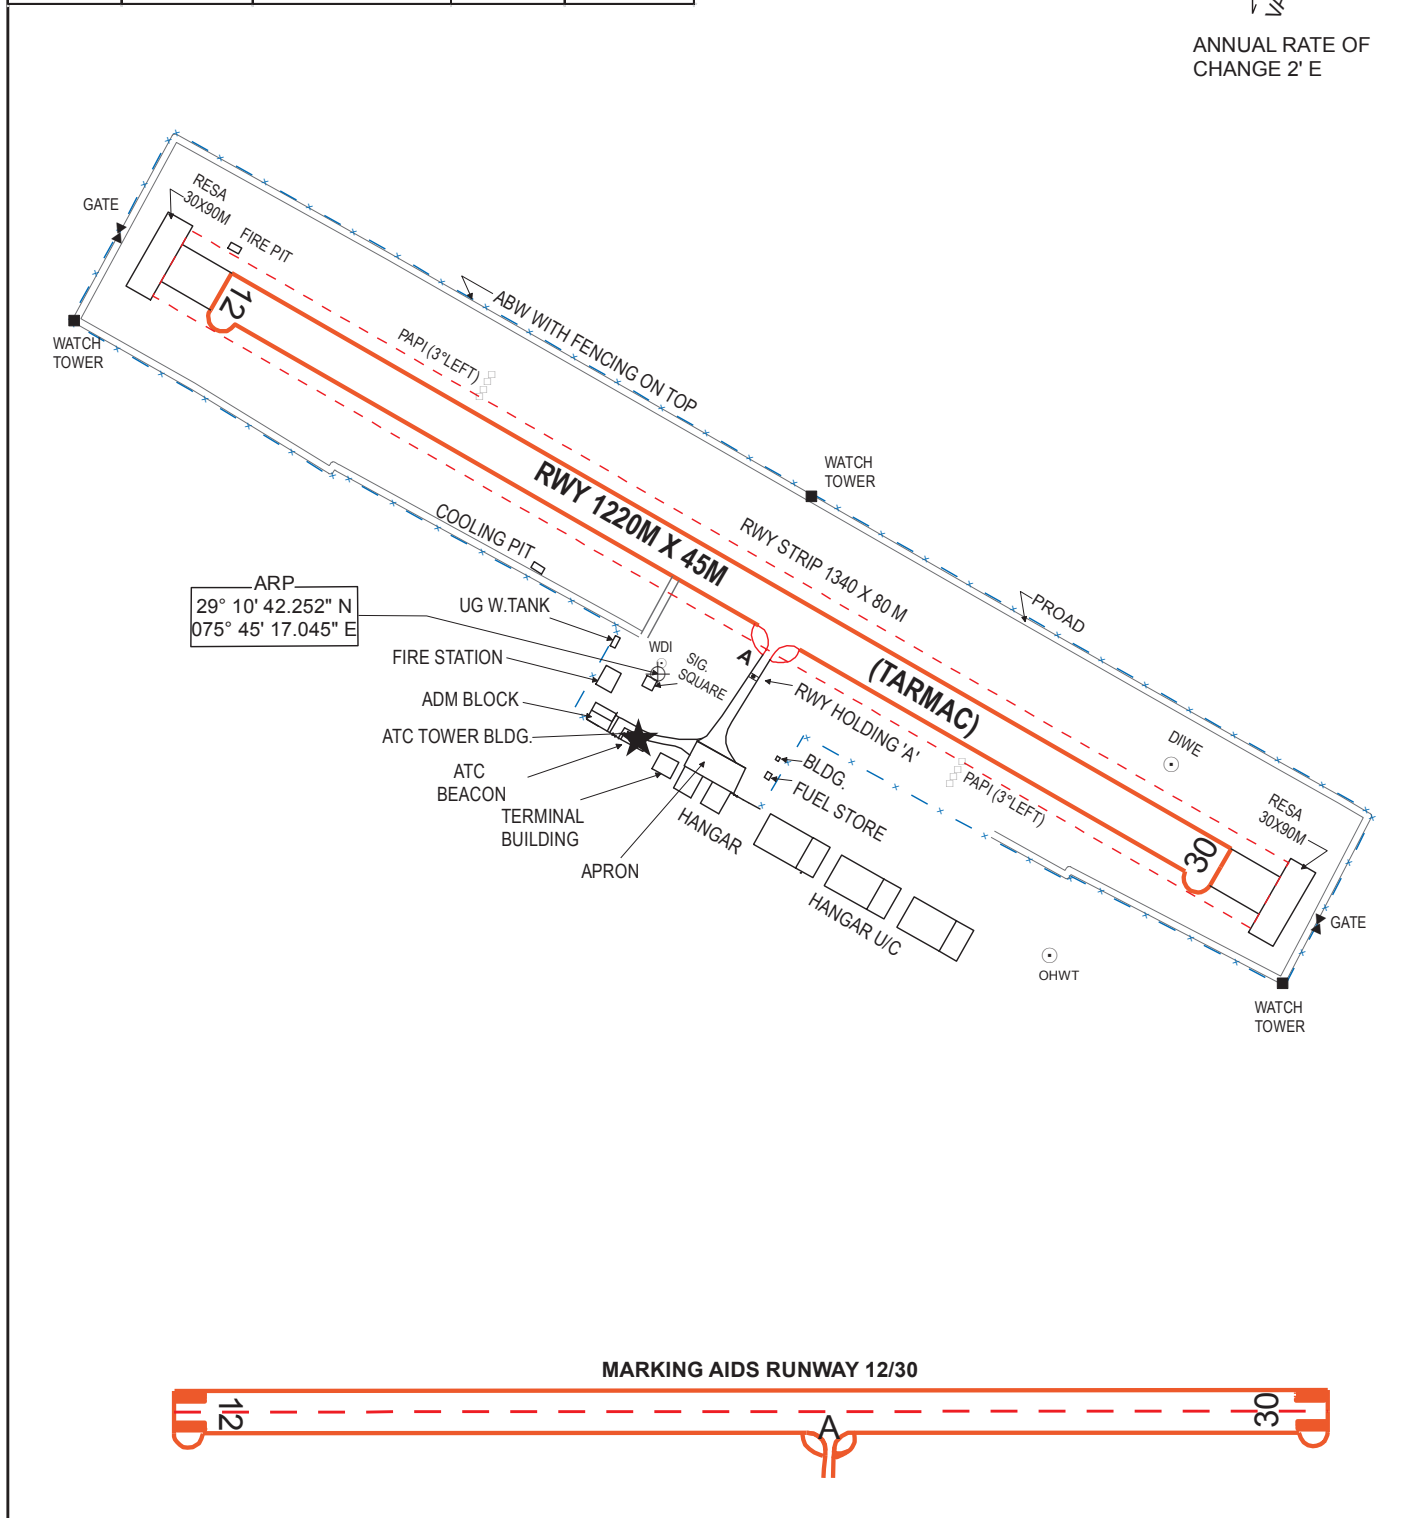 ANNUAL RATE OF
CHANGE 2' E
RESA
30X90M
GATE
FIRE PIT
12
WATCH
TOWER
PAPI (3°LEFT)
ABW WITH FENCING ON TOP
WATCH
TOWER
RWY 1220M X 45M
RWY STRIP 1340 X 80 M
COOLING PIT
PROAD
ARP
29° 10' 42.252" N
075° 45' 17.045" E
UG W.TANK
WDI
A
SIG.
SQUARE
FIRE STATION
(TARMAC)
ADM BLOCK
RWY HOLDING 'A'
ATC TOWER BLDG.
DIWE
ATC
BEACON
BLDG.
FUEL STORE
PAPI (3°LEFT)
TERMINAL
BUILDING
HANGAR
RESA
30X90M
30
APRON
HANGAR U/C
GATE
OHWT
WATCH
TOWER
MARKING AIDS RUNWAY 12/30
12
A
30